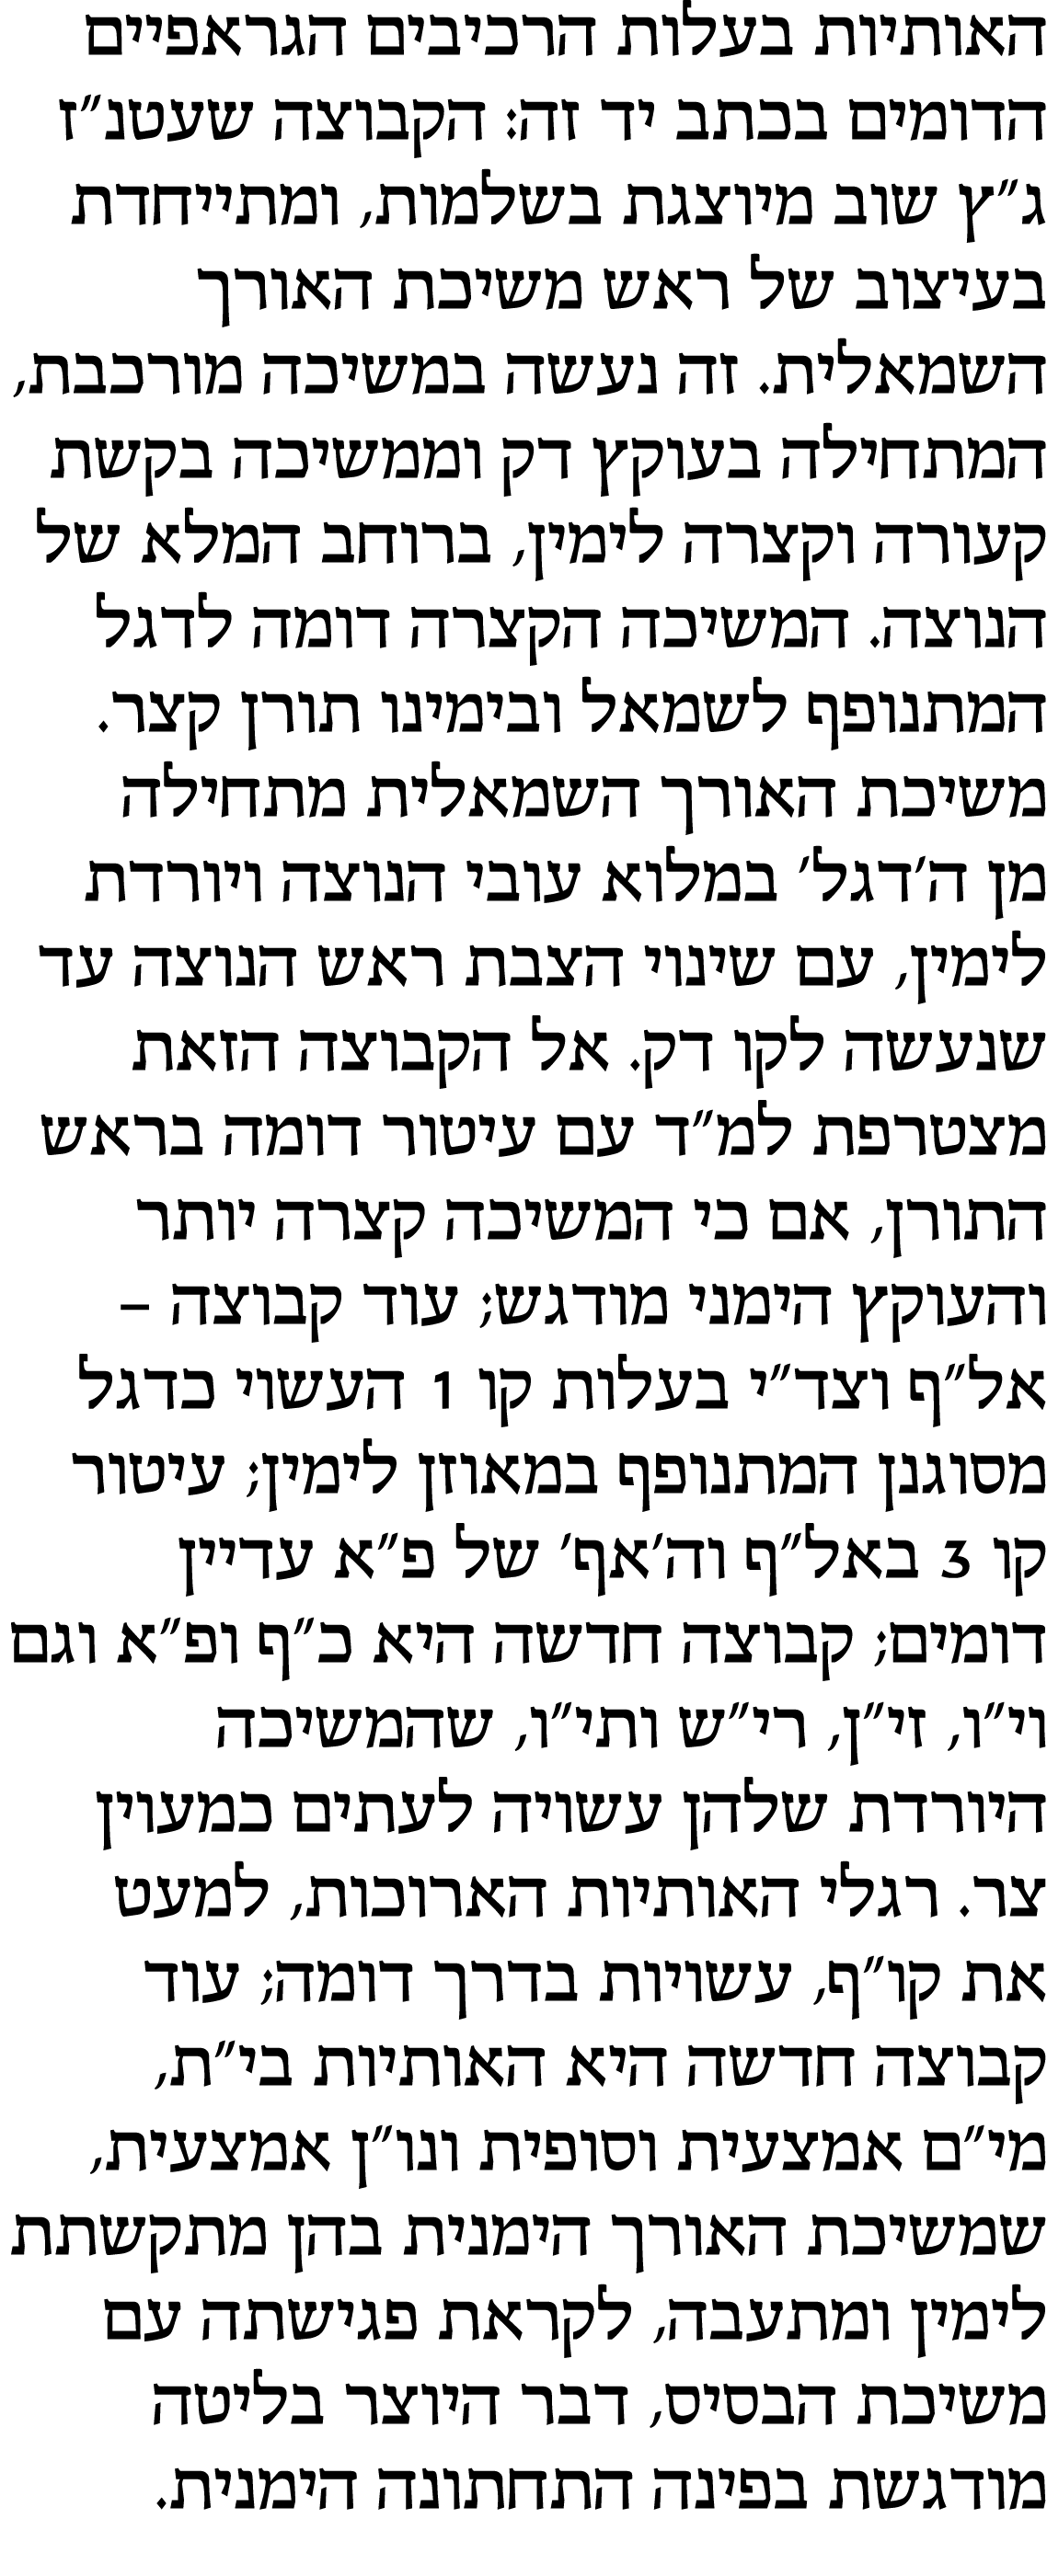 האותיות בעלות הרכיבים הגראפיים
הדומים בכתב יד זה: הקבוצה שעטנ״ז
ג״ץ שוב מיוצגת בשלמות, ומתייחדת
בעיצוב של ראש משיכת האורך
השמאלית. זה נעשה במשיכה מורכבת,
המתחילה בעוקץ דק וממשיכה בקשת
קעורה וקצרה לימין, ברוחב המלא של
הנוצה. המשיכה הקצרה דומה לדגל
המתנופף לשמאל ובימינו תורן קצר.
משיכת האורך השמאלית מתחילה
מן ה׳דגל׳ במלוא עובי הנוצה ויורדת
לימין, עם שינוי הצבת ראש הנוצה עד
שנעשה לקו דק. אל הקבוצה הזאת
מצטרפת למ״ד עם עיטור דומה בראש
התורן, אם כי המשיכה קצרה יותר
והעוקץ הימני מודגש; עוד קבוצה –
אל״ף וצד״י בעלות קו 1 העשוי כדגל
מסוגנן המתנופף במאוזן לימין; עיטור
קו 3 באל״ף וה׳אף׳ של פ״א עדיין
דומים; קבוצה חדשה היא כ״ף ופ״א וגם
וי״ו, זי״ן, רי״ש ותי״ו, שהמשיכה
היורדת שלהן עשויה לעתים כמעוין
צר. רגלי האותיות הארוכות, למעט
את קו״ף, עשויות בדרך דומה; עוד
קבוצה חדשה היא האותיות בי״ת,
מי״ם אמצעית וסופית ונו״ן אמצעית,
שמשיכת האורך הימנית בהן מתקשתת
לימין ומתעבה, לקראת פגישתה עם
משיכת הבסיס, דבר היוצר בליטה
מודגשת בפינה התחתונה הימנית.